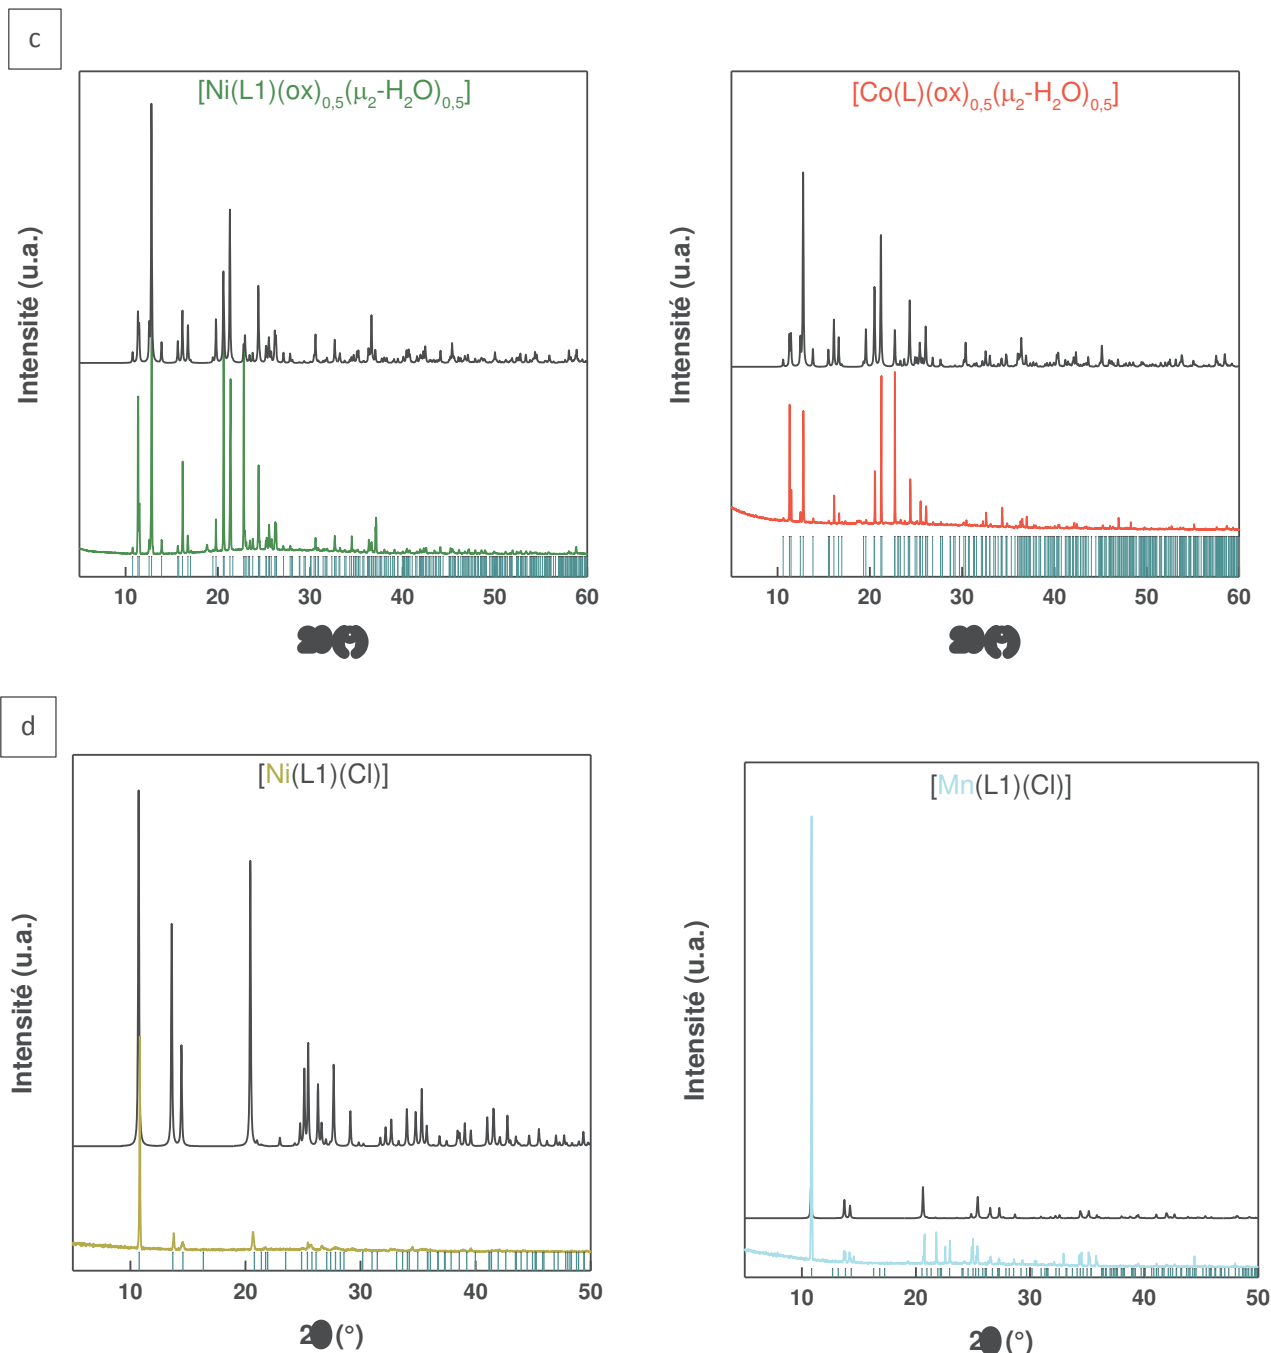 c
[Ni(L1)(ox)0,5(μ2-H2O)0,5]
[Co(L)(ox)0,5(μ2-H2O)0,5]
Intensité (u.a.)
Intensité (u.a.)
10 20 30 40 50 60
10 20 30 40 50 60
d
[Ni(L1)(Cl)]
[Mn(L1)(Cl)]
Intensité (u.a.)
Intensité (u.a.)
10 20 30 40 50
10 20 30 40 50
2 (°)
2 (°)